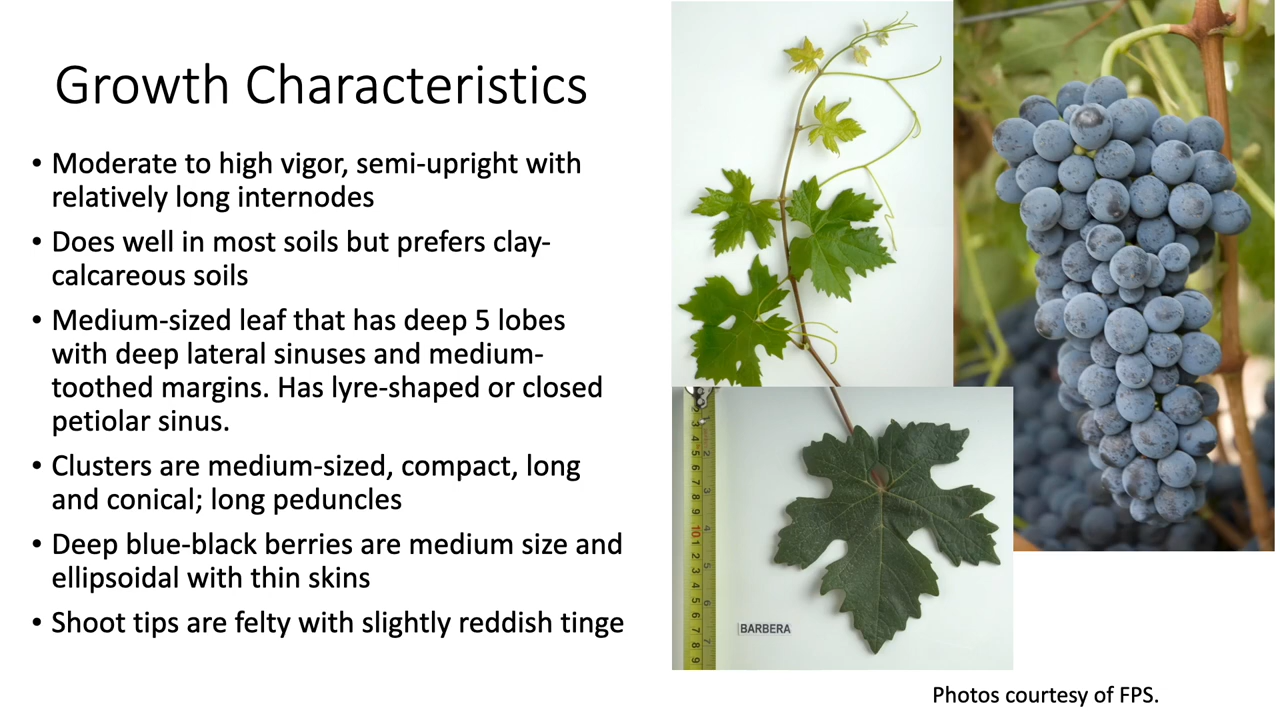 Growth Characteristics
• Moderate to high vigor, semi-upright with
relatively long internodes
• Does well in most soils but prefers clay-
calcareous soils
• Medium-sized leaf that has deep 5 lobes
with deep lateral sinuses and medium-
toothed margins. Has lyre-shaped or closed
petiolar sinus.
• Clusters are medium-sized, compact, long
and conical; long peduncles
• Deep blue-black berries are medium size and
ellipsoidal with thin skins
• Shoot tips are felty with slightly reddish tinge
BARBERA
Photos courtesy of FPS.